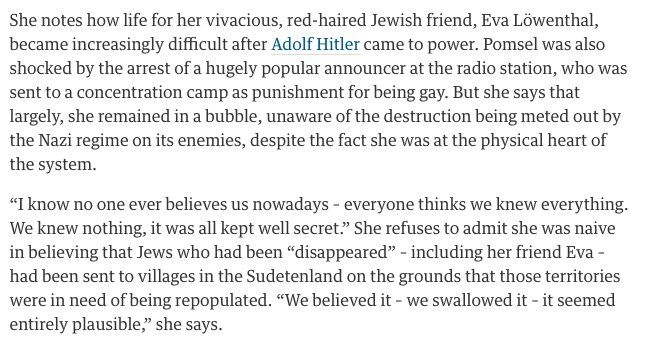 She notes how life for her vivacious, red-haired Jewish friend, Eva Löwenthal,
became increasingly difficult after Adolf Hitler came to power. Pomsel was also
shocked by the arrest of a hugely popular announcer at the radio station, who was
sent to a concentration camp as punishment for being gay. But she says that
largely, she remained in a bubble, unaware of the destruction being meted out by
the Nazi regime on its enemies, despite the fact she was at the physical heart of
the system.
“I know no one ever believes us nowadays – everyone thinks we knew everything.
We knew nothing, it was all kept well secret.” She refuses to admit she was naive
in believing that Jews who had been “disappeared” – including her friend Eva –
had been sent to villages in the Sudetenland on the grounds that those territories
were in need of being repopulated. “We believed it – we swallowed it – it seemed
entirely plausible,” she says.